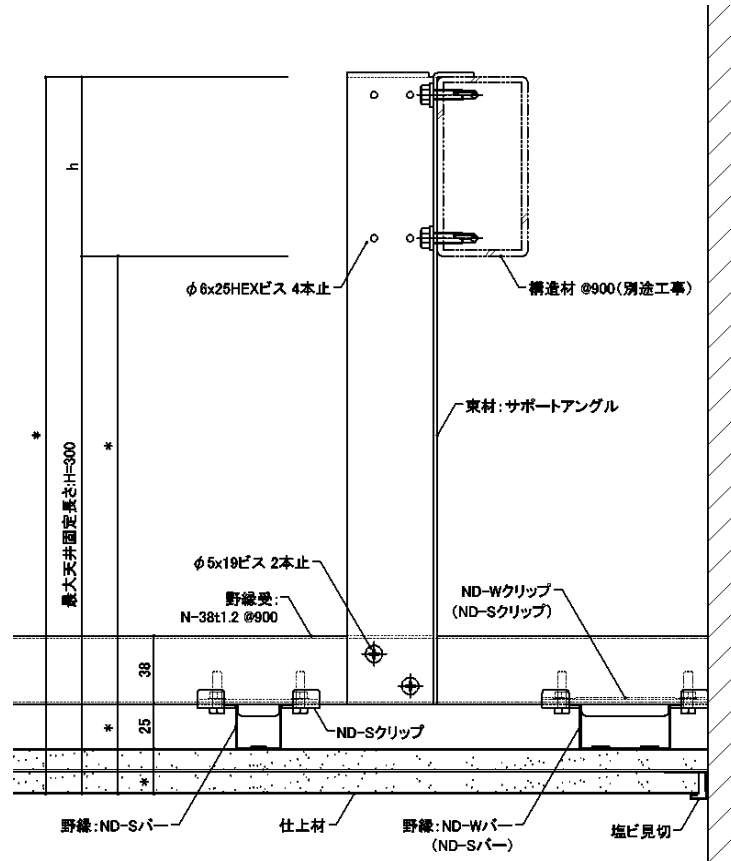 h
φ6x25HEXビス 4本止
構造材 @900(別途工事)
*
*
最大天井固定長さ:H=300
束材:サポートアングル
φ5x19ビス 2本止
野縁受:
N-38t1.2 @900
ND-Wクリップ
(ND-Sクリップ)
38
*
25
ND-Sクリップ
*
野縁:ND-Sバー
仕上材
野縁:ND-Wバー
(ND-Sバー)
塩ビ見切